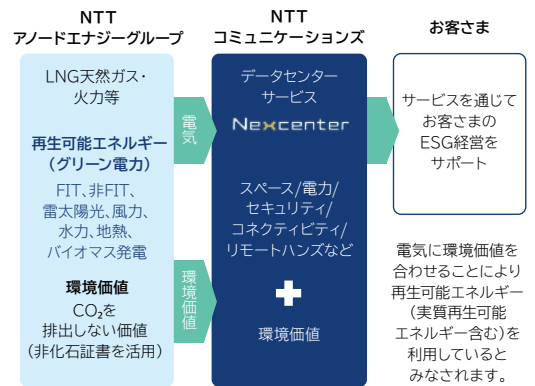 NTT
アノードエナジーグループ
LNG天然ガス・
火力等
再生可能エネルギー
（グリーン電力）
FIT、非FIT、
雷太陽光、風力、
水力、地熱、
バイオマス発電
環境価値
CO₂を
排出しない価値
（非化石証書を活用）
電気
環境価値
NTT
コミュニケーションズ
データセンター
サービス
Nexcenter
スペース/電力/
セキュリティ/
コネクティビティ/
リモートハンズなど
+
環境価値
お客さま
サービスを通じて
お客さまの
ESG経営を
サポート
電気に環境価値を
合わせることにより
再生可能エネルギー
（実質再生可能
エネルギー含む）を
利用していると
みなされます。